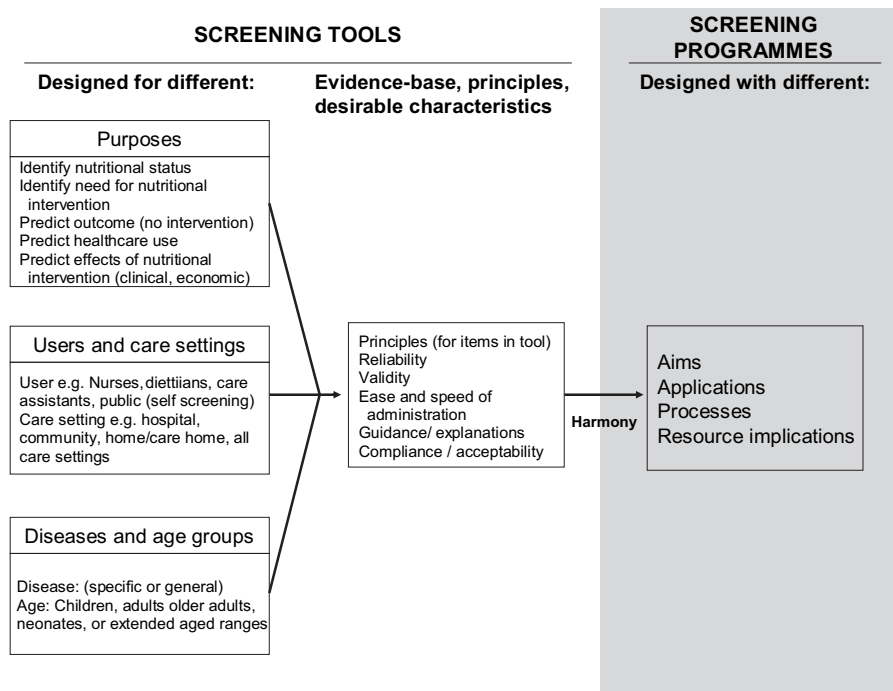 SCREENING TOOLS
SCREENING
PROGRAMMES
Designed for different:
Evidence-base, principles,
desirable characteristics
Designed with different:
Purposes
Identify nutritional status
Identify need for nutritional
intervention
Predict outcome (no intervention)
Predict healthcare use
Predict effects of nutritional
intervention (clinical, economic)
Users and care settings
User e.g. Nurses, diettiians, care
assistants, public (self screening)
Care setting e.g. hospital,
community, home/care home, all
care settings
Diseases and age groups
Disease: (specific or general)
Age: Children, adults older adults,
neonates, or extended aged ranges
Principles (for items in tool)
Reliability
Validity
Ease and speed of
administration
Guidance/ explanations
Compliance / acceptability
Harmony
Aims
Applications
Processes
Resource implications